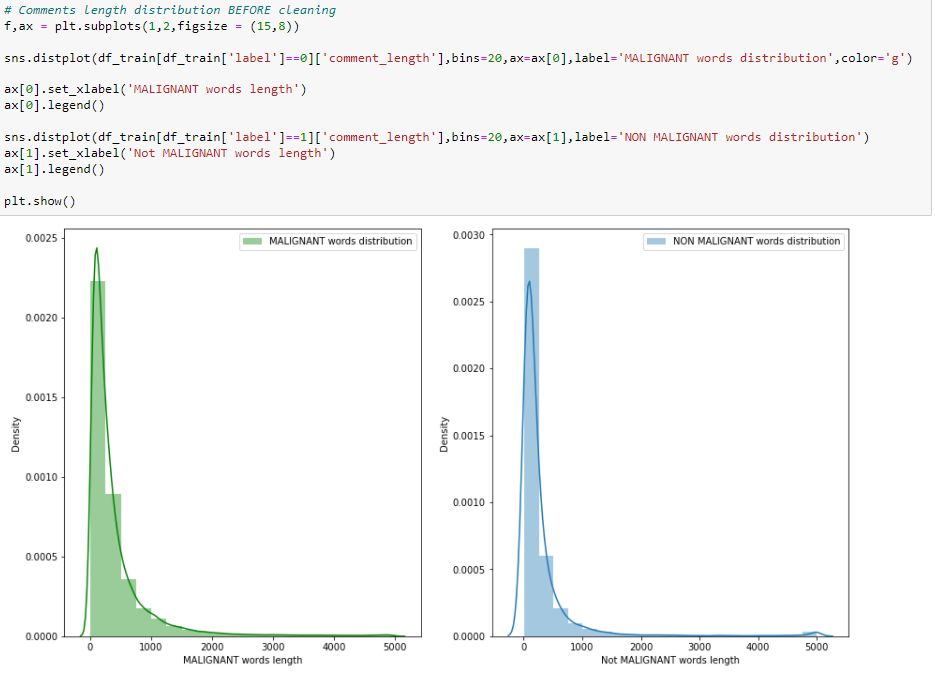 # Comments length distribution BEFORE cleaning
f,ax = plt.subplots(1,2,figsize = (15,8))
sns.distplot(df_train[df_train['label']==0]['comment_length'],bins=20,ax=ax[0],label='MALIGNANT words distribution',color='g')
ax[0].set_xlabel('MALIGNANT words length')
ax[0].legend()
sns.distplot(df_train[df_train['label']==1]['comment_length'],bins=20,ax=ax[1],label='NON MALIGNANT words distribution')
ax[1].set_xlabel('Not MALIGNANT words length')
ax[1].legend()
plt.show()
MALIGNANT words distribution
0.0025
0.0020
0.0015
0.0010
0.0005
0.0000
Density
0 1000 2000 3000 4000 5000
MALIGNANT words length
NON MALIGNANT words distribution
0.0030
0.0025
0.0020
0.0015
0.0010
0.0005
0.0000
Density
0 1000 2000 3000 4000 5000
Not MALIGNANT words length